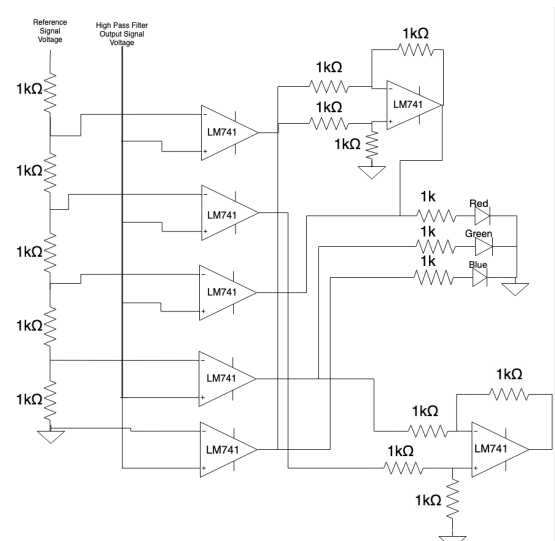 Reference
Signal
Voltage
High Pass Filter
Output Signal
Voltage
1kΩ
1kΩ
1kΩ
1kΩ
1kΩ
-
+
LM741
-
+
LM741
-
+
LM741
-
+
LM741
-
+
LM741
1kΩ
1kΩ
1kΩ
1kΩ
-
+
LM741
1k
Red
1k
Green
1k
Blue
1kΩ
1kΩ
1kΩ
1kΩ
-
+
LM741